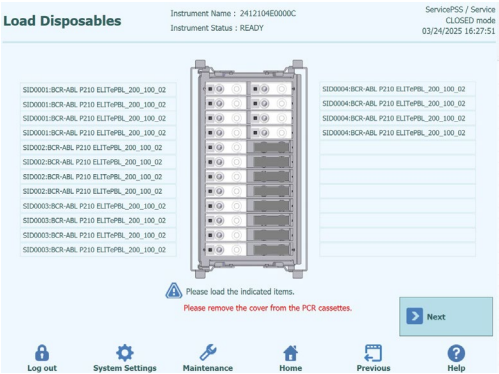 Load Disposables
Instrument Name : 2412104E0000C
Instrument Status : READY
ServicePSS / Service
CLOSED mode
03/24/2025 16:27:51
SID0001:BCR-ABL P210 ELITePBL_200_100_02
SID0001:BCR-ABL P210 ELITePBL_200_100_02
SID0001:BCR-ABL P210 ELITePBL_200_100_02
SID0001:BCR-ABL P210 ELITePBL_200_100_02
SID002:BCR-ABL P210 ELITePBL_200_100_02
SID002:BCR-ABL P210 ELITePBL_200_100_02
SID002:BCR-ABL P210 ELITePBL_200_100_02
SID002:BCR-ABL P210 ELITePBL_200_100_02
SID0003:BCR-ABL P210 ELITePBL_200_100_02
SID0003:BCR-ABL P210 ELITePBL_200_100_02
SID0003:BCR-ABL P210 ELITePBL_200_100_02
SID0003:BCR-ABL P210 ELITePBL_200_100_02
SID0004:BCR-ABL P210 ELITePBL_200_100_02
SID0004:BCR-ABL P210 ELITePBL_200_100_02
SID0004:BCR-ABL P210 ELITePBL_200_100_02
SID0004:BCR-ABL P210 ELITePBL_200_100_02
Please load the indicated items.
Please remove the cover from the PCR cassettes.
Next
Log out
System Settings
Maintenance
Home
Previous
Help